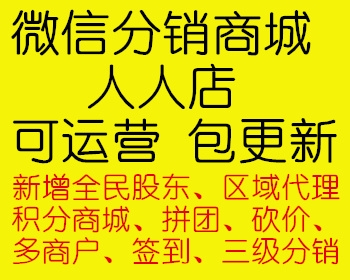 微信分销商城
人人店
可运营 包更新
新增全民股东、区域代理
积分商城、拼团、砍价、
多商户、签到、三级分销